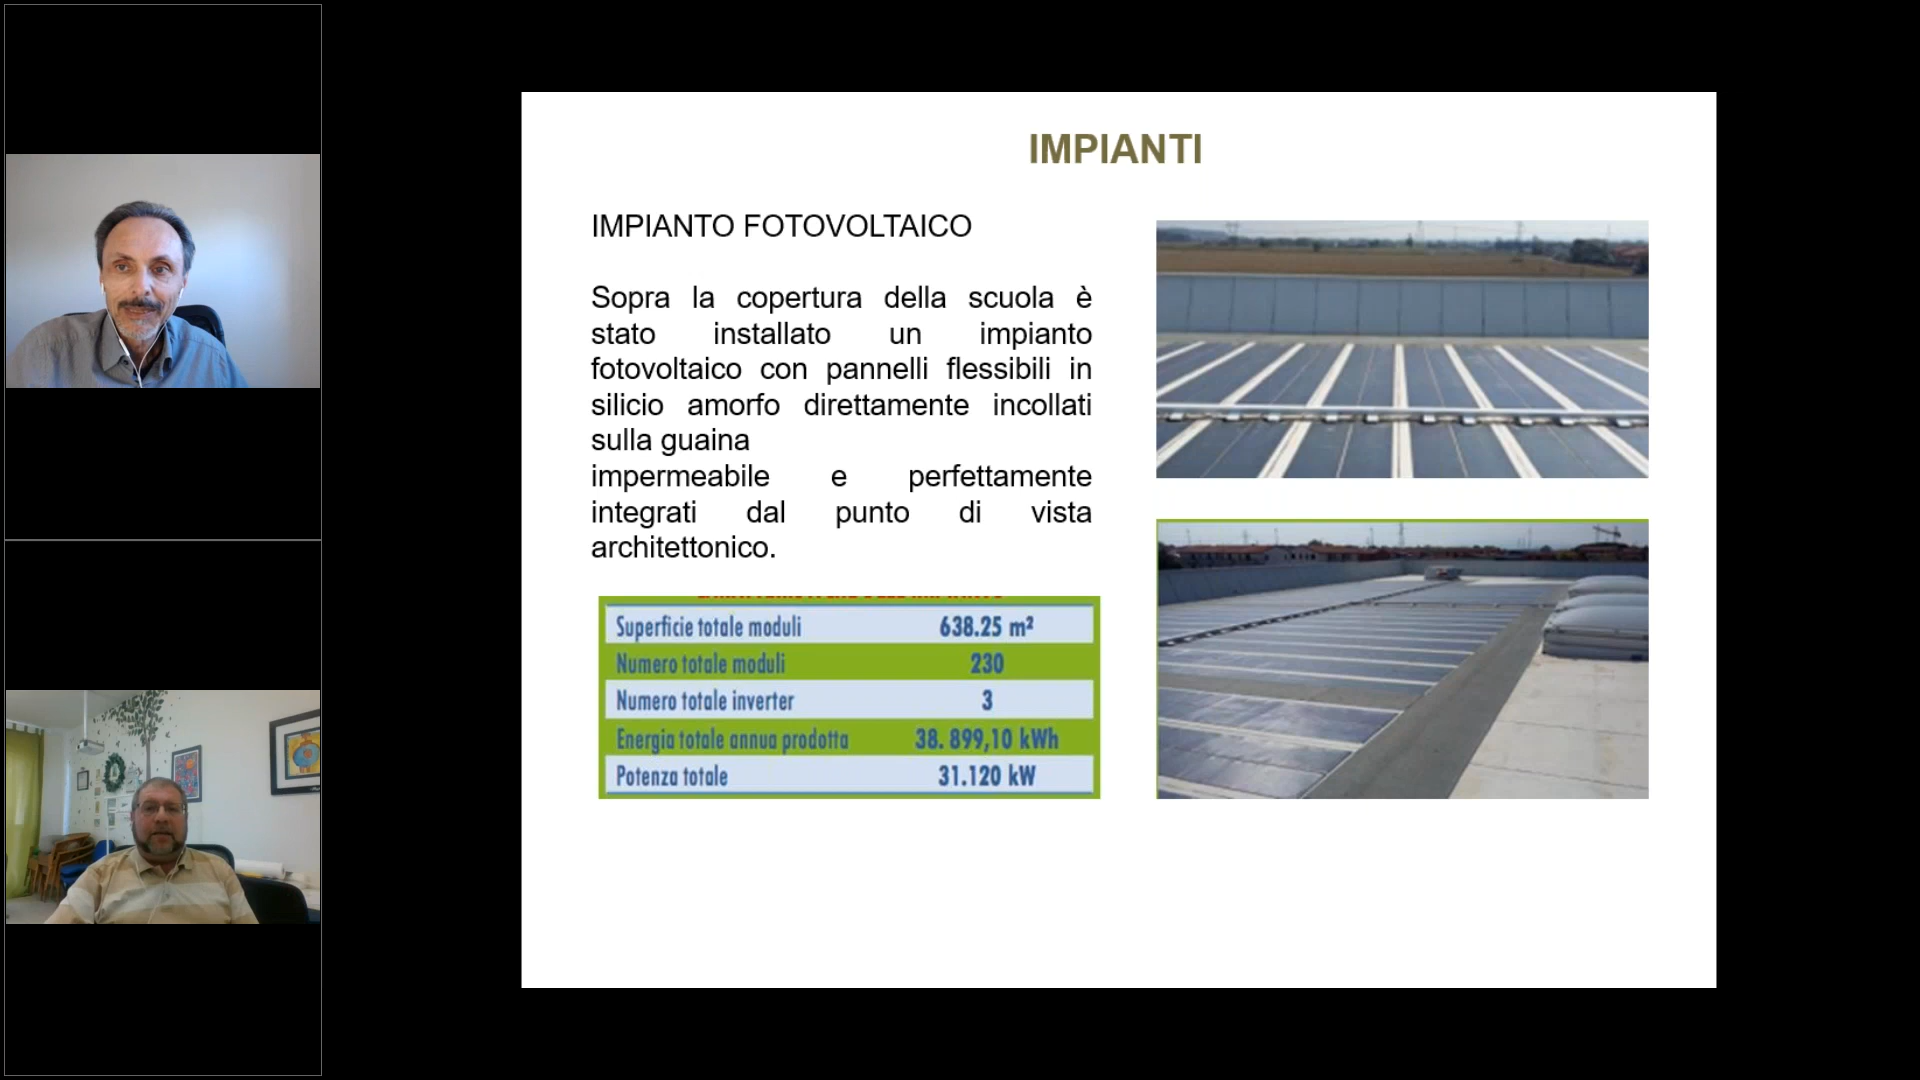 IMPIANTI
IMPIANTO FOTOVOLTAICO
Sopra la copertura della scuola è
stato installato un impianto
fotovoltaico con pannelli flessibili in
silicio amorfo direttamente incollati
sulla guaina
impermeabile e perfettamente
integrati dal punto di vista
architettonico.
Superficie totale moduli 638.25 m²
Numero totale moduli 230
Numero totale inverter 3
Energia totale annua prodotta 38. 899,10 kWh
Potenza totale 31.120 kW